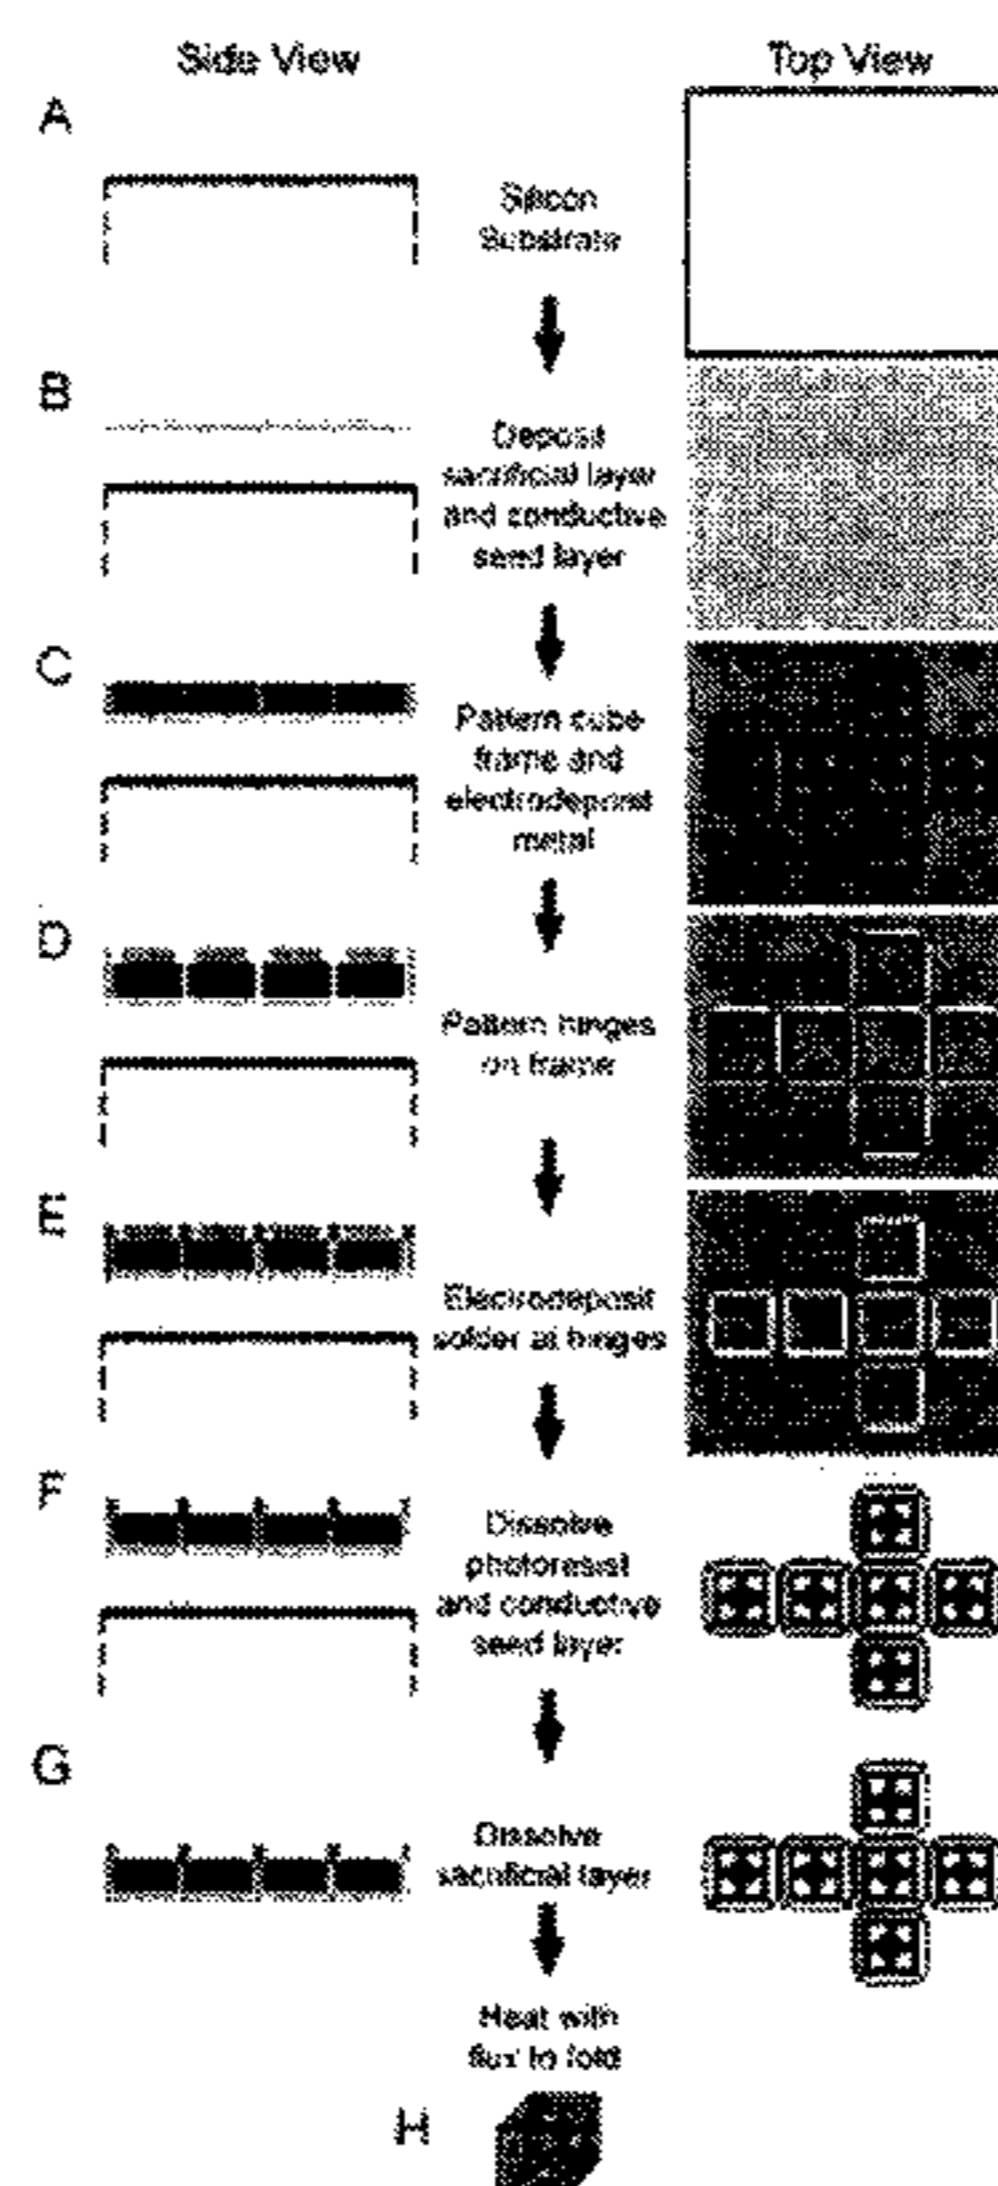 Side View
Top View
A
Silicon
Substrate
B
Deposit
sacrificial layer
and conductive
seed layer
C
Pattern cube
frame and
electrodeposit
metal
D
Pattern hinges
on frame
E
Electrodeposit
solder at hinges
F
Dissolve
photoresist
and conductive
seed layer
G
Dissolve
sacrificial layer
Heat with
flux to fold
H